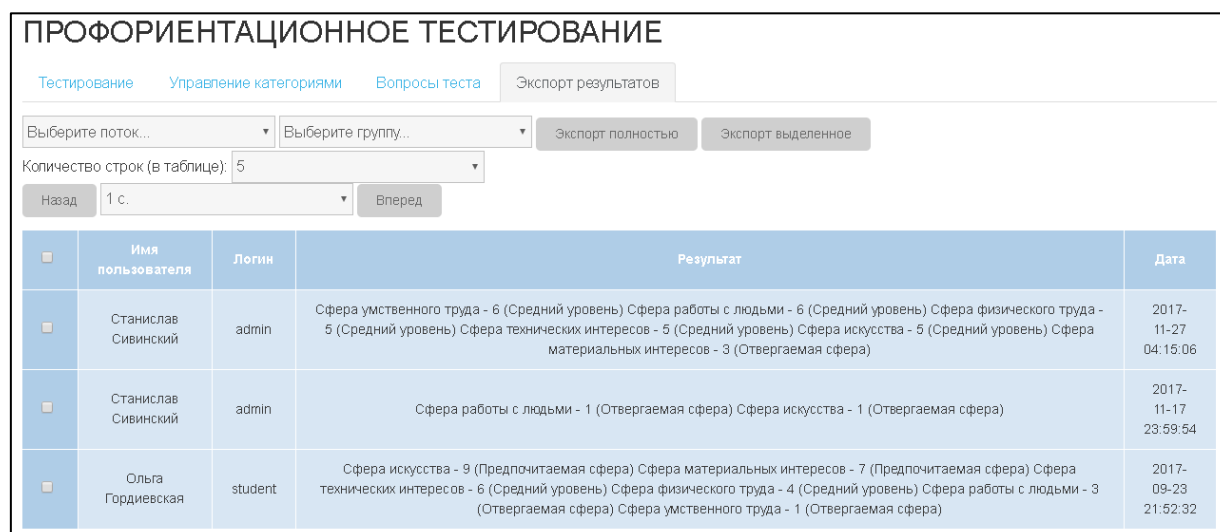 ПРОФОРИЕНТАЦИОННОЕ ТЕСТИРОВАНИЕ
Тестирование Управление категориями Вопросы теста Экспорт результатов
Выберите поток... Выберите группу... Экспорт полностью Экспорт выделенное
Количество строк (в таблице): 5
Назад 1 с. Вперед
Имя
пользователя
Логин
Результат
Дата
Станислав
Сивинский
admin
Сфера умственного труда - 6 (Средний уровень) Сфера работы с людьми - 6 (Средний уровень) Сфера физического труда -
5 (Средний уровень) Сфера технических интересов - 5 (Средний уровень) Сфера искусства - 5 (Средний уровень) Сфера
материальных интересов - 3 (Отвергаемая сфера)
2017-
11-27
04:15:06
Станислав
Сивинский
admin
Сфера работы с людьми - 1 (Отвергаемая сфера) Сфера искусства - 1 (Отвергаемая сфера)
2017-
11-17
23:59:54
Ольга
Гордиевская
student
Сфера искусства - 9 (Предпочитаемая сфера) Сфера материальных интересов - 7 (Предпочитаемая сфера) Сфера
технических интересов - 6 (Средний уровень) Сфера физического труда - 4 (Средний уровень) Сфера работы с людьми - 3
(Отвергаемая сфера) Сфера умственного труда - 1 (Отвергаемая сфера)
2017-
09-23
21:52:32